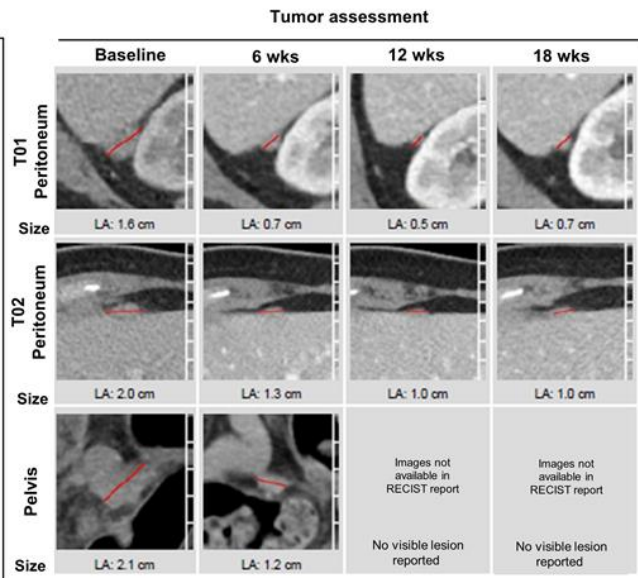 Tumor assessment
Baseline
6 wks
12 wks
18 wks
T01
Peritoneum
Size
LA: 1.6 cm
LA: 0.7 cm
LA: 0.5 cm
LA: 0.7 cm
T02
Peritoneum
Size
LA: 2.0 cm
LA: 1.3 cm
LA: 1.0 cm
LA: 1.0 cm
Pelvis
Images not
available in
RECIST report
No visible lesion
reported
Images not
available in
RECIST report
No visible lesion
reported
Size
LA: 2.1 cm
LA: 1.2 cm